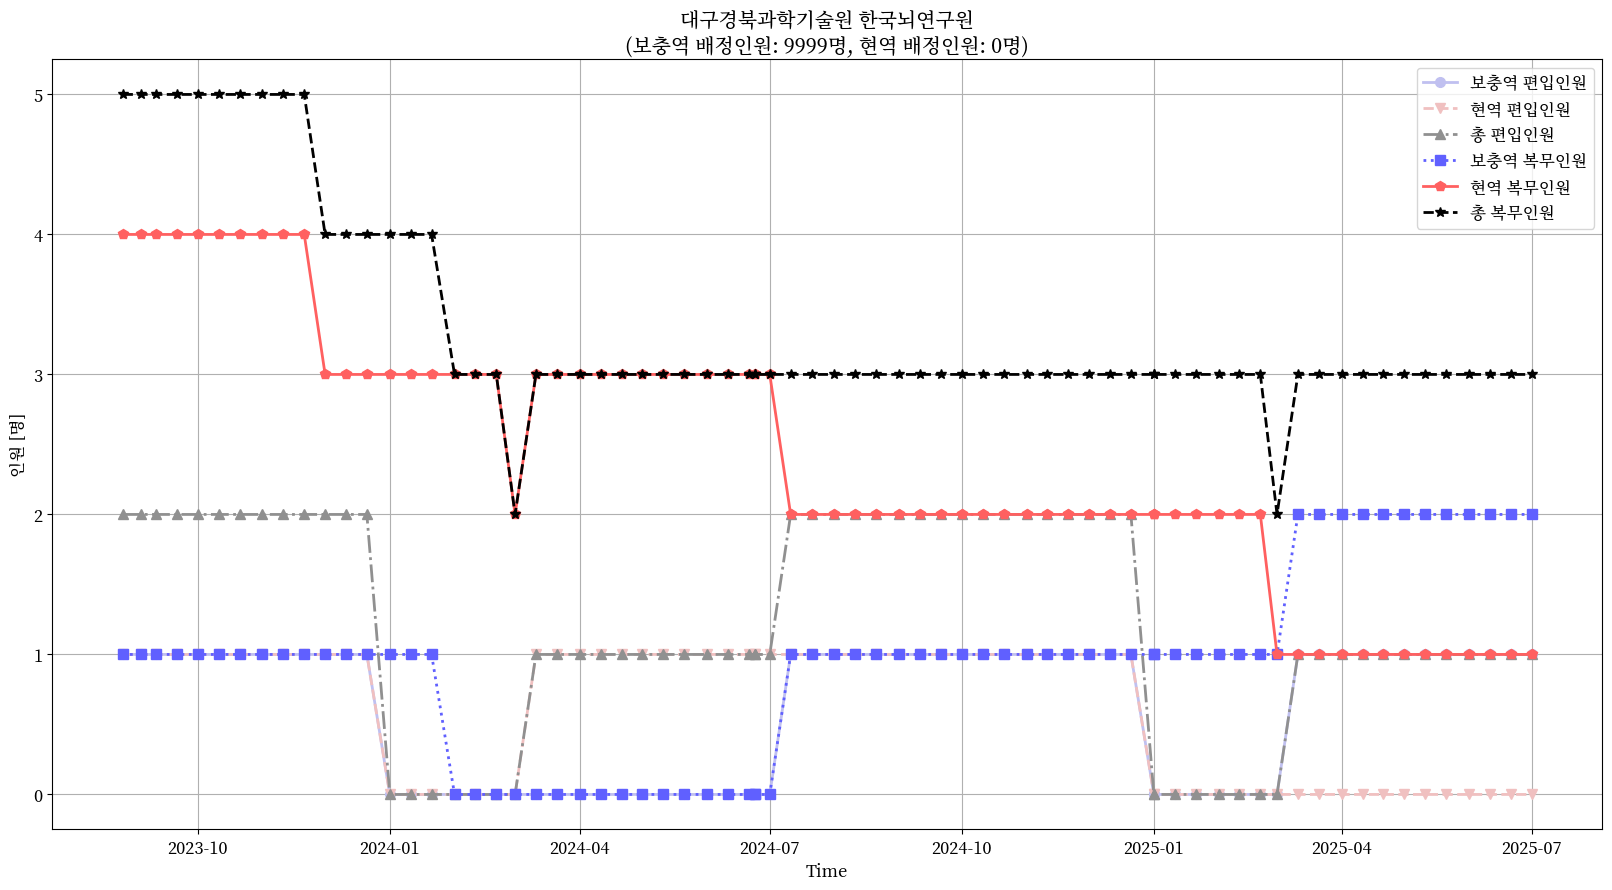 대구경북과학기술원 한국뇌연구원
(보충역 배정인원: 9999명, 현역 배정인원: 0명)
보충역 편입인원
현역 편입인원
총 편입인원
보충역 복무인원
현역 복무인원
총 복무인원
인원 [명]
5
4
3
2
1
0
2023-10
2024-01
2024-04
2024-07
2024-10
2025-01
2025-04
2025-07
Time